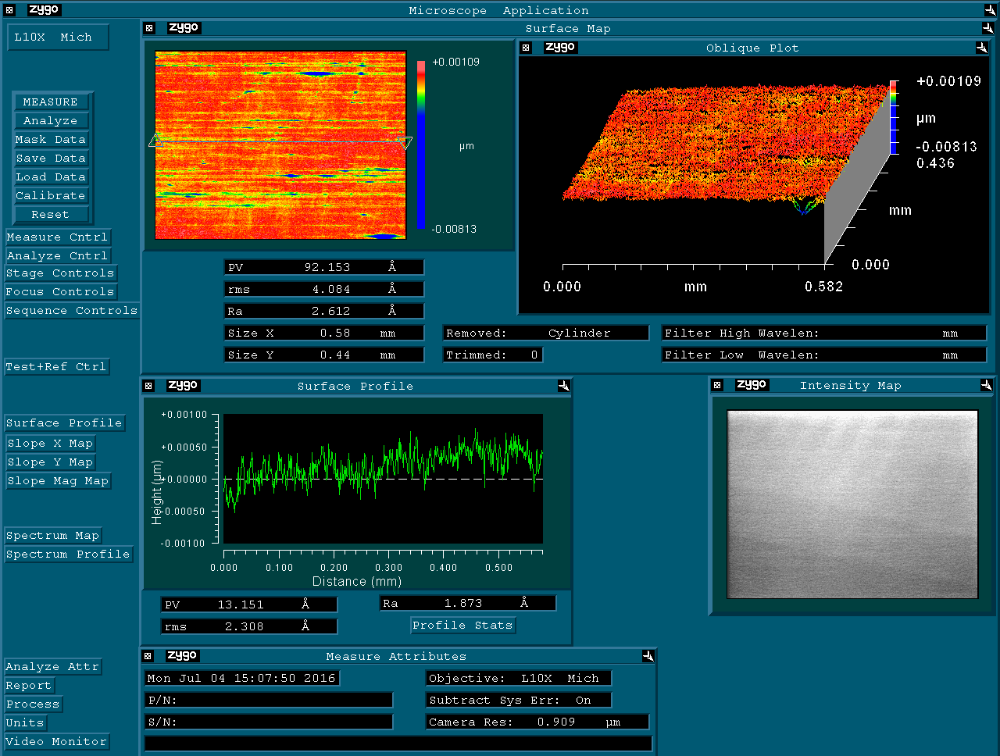 zygo Microscope Application
L10X Mich
MEASURE
Analyze
Mask Data
Save Data
Load Data
Calibrate
Reset
Measure Cntrl
Analyze Cntrl
Stage Controls
Focus Controls
Sequence Controls
Test+Ref Ctrl
Surface Profile
Slope X Map
Slope Y Map
Slope Mag Map
Spectrum Map
Spectrum Profile
Analyze Attr
Report
Process
Units
Video Monitor
zygo Surface Map
+0.00109
µm
-0.00813
zygo Oblique Plot
+0.00109
µm
-0.00813
0.436
mm
0.000
0.000 mm 0.582
PV 92.153 Å
rms 4.084 Å
Ra 2.612 Å
Size X 0.58 mm
Size Y 0.44 mm
Removed: Cylinder
Trimmed: 0
Filter High Wavelen: mm
Filter Low Wavelen: mm
zygo Surface Profile
Height (µm)
+0.00100
+0.00050
+0.00000
-0.00050
-0.00100
0.000 0.100 0.200 0.300 0.400 0.500
Distance (mm)
PV 13.151 Å
rms 2.308 Å
Ra 1.873 Å
Profile Stats
zygo Intensity Map
zygo Measure Attributes
Mon Jul 04 15:07:50 2016
P/N:
S/N:
Objective: L10X Mich
Subtract Sys Err: On
Camera Res: 0.909 µm